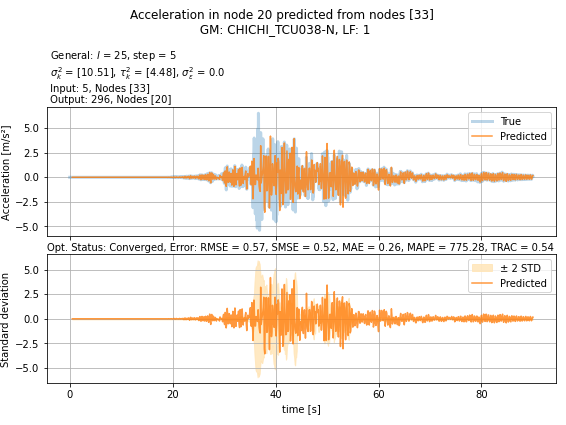 Acceleration in node 20 predicted from nodes [33]
GM: CHICHI_TCU038-N, LF: 1
General: l = 25, step = 5
σ²ₖ = [10.51], τ²ₖ = [4.48], σ²ε = 0.0
Input: 5, Nodes [33]
Output: 296, Nodes [20]
Acceleration [m/s²]
5.0
2.5
0.0
−2.5
−5.0
True
Predicted
Opt. Status: Converged, Error: RMSE = 0.57, SMSE = 0.52, MAE = 0.26, MAPE = 775.28, TRAC = 0.54
Standard deviation
5.0
2.5
0.0
−2.5
−5.0
± 2 STD
Predicted
0 20 40 60 80
time [s]